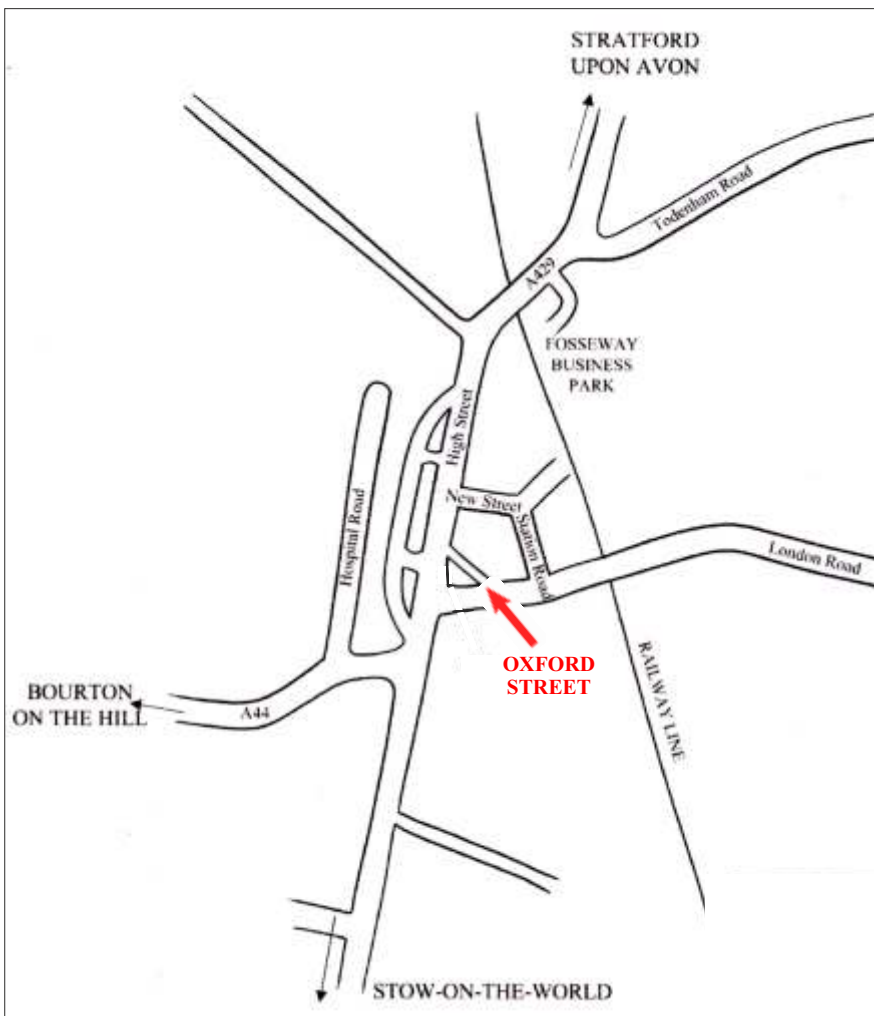 STRATFORD
UPON AVON
Todenham Road
A429
FOSSEWAY
BUSINESS
PARK
High Street
New Street
Station Road
Hospital Road
London Road
OXFORD
STREET
RAILWAY LINE
BOURTON
ON THE HILL
A44
STOW-ON-THE-WORLD